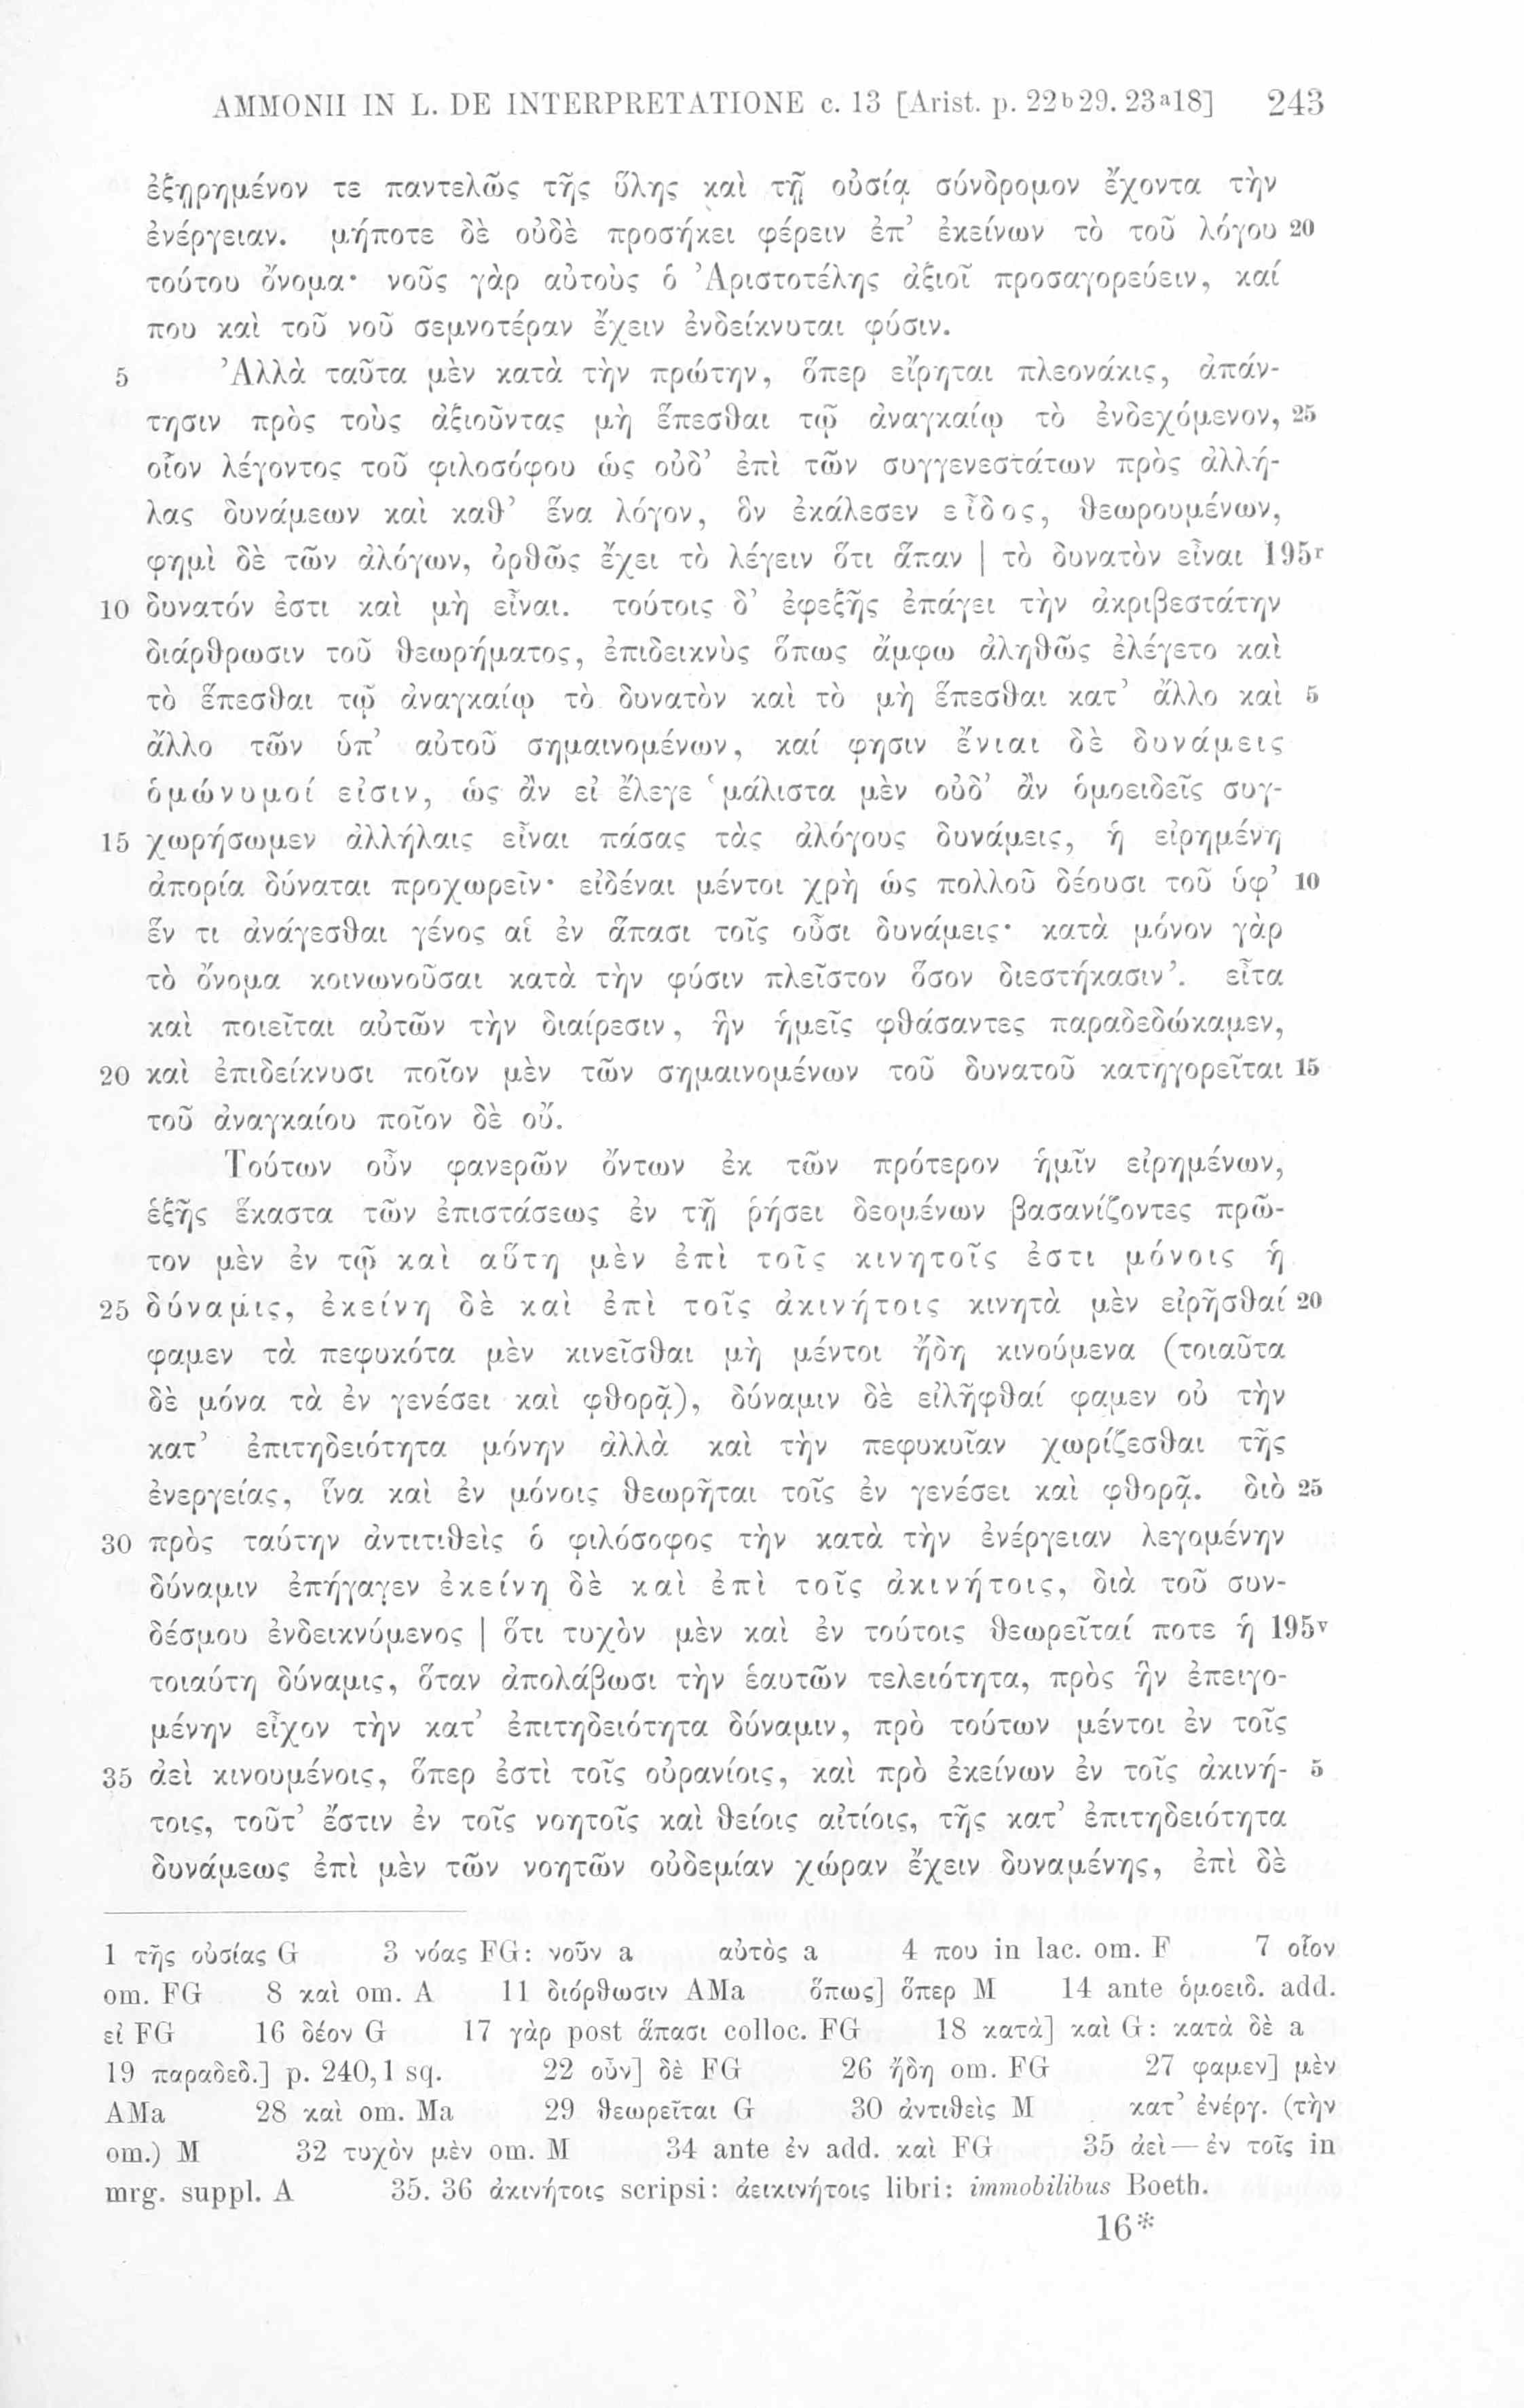 AMMONII IN L. DE INTERPRETATIONE c. 13 [Arist. p. 22b29. 23a18] 243
ἐξῃρημένον τε παντελῶς τῆς ὕλης καὶ τῇ οὐσίᾳ σύνδρομον ἔχοντα τὴν
ἐνέργειαν. μήποτε δὲ οὐδὲ προσήκει φέρειν ἐπ’ ἐκείνων τὸ τοῦ λόγου 20
τούτου ὄνομα· νοῦς γὰρ αὐτοὺς ὁ Ἀριστοτέλης ἀξιοῖ προσαγορεύειν, καί
που καὶ τοῦ νοῦ σεμνοτέραν ἔχειν ἐνδείκνυται φύσιν.
5 Ἀλλὰ ταῦτα μὲν κατὰ τὴν πρώτην, ὅπερ εἴρηται πλεονάκις, ἀπάν-
τησιν πρὸς τοὺς ἀξιοῦντας μὴ ἕπεσθαι τῷ ἀναγκαίῳ τὸ ἐνδεχόμενον, 25
οἷον λέγοντος τοῦ φιλοσόφου ὡς οὐδ’ ἐπὶ τῶν συγγενεστάτων πρὸς ἀλλή-
λας δυνάμεων καὶ καθ’ ἕνα λόγον, ὃν ἐκάλεσεν εἶδος, θεωρουμένων,
φημὶ δὲ τῶν ἀλόγων, ὀρθῶς ἔχει τὸ λέγειν ὅτι ἅπαν | τὸ δυνατὸν εἶναι 195r
10 δυνατόν ἐστι καὶ μὴ εἶναι. τούτοις δ’ ἐφεξῆς ἐπάγει τὴν ἀκριβεστάτην
διάρθρωσιν τοῦ θεωρήματος, ἐπιδεικνὺς ὅπως ἄμφω ἀληθῶς ἐλέγετο καὶ
τὸ ἕπεσθαι τῷ ἀναγκαίῳ τὸ δυνατὸν καὶ τὸ μὴ ἕπεσθαι κατ’ ἄλλο καὶ 5
ἄλλο τῶν ὑπ’ αὐτοῦ σημαινομένων, καί φησιν ἔνιαι δὲ δυνάμεις
ὁμώνυμοί εἰσιν, ὡς ἂν εἰ ἔλεγε ‘μάλιστα μὲν οὐδ’ ἂν ὁμοειδεῖς συγ-
15 χωρήσωμεν ἀλλήλαις εἶναι πάσας τὰς ἀλόγους δυνάμεις, ἡ εἰρημένη
ἀπορία δύναται προχωρεῖν· εἰδέναι μέντοι χρὴ ὡς πολλοῦ δέουσι τοῦ ὑφ’ 10
ἕν τι ἀνάγεσθαι γένος αἱ ἐν ἅπασι τοῖς οὖσι δυνάμεις· κατὰ μόνον γὰρ
τὸ ὄνομα κοινωνοῦσαι κατὰ τὴν φύσιν πλεῖστον ὅσον διεστήκασιν’. εἶτα
καὶ ποιεῖται αὐτῶν τὴν διαίρεσιν, ἣν ἡμεῖς φθάσαντες παραδεδώκαμεν,
20 καὶ ἐπιδείκνυσι ποῖον μὲν τῶν σημαινομένων τοῦ δυνατοῦ κατηγορεῖται 15
τοῦ ἀναγκαίου ποῖον δὲ οὔ.
Τούτων οὖν φανερῶν ὄντων ἐκ τῶν πρότερον ἡμῖν εἰρημένων,
ἑξῆς ἕκαστα τῶν ἐπιστάσεως ἐν τῇ ῥήσει δεομένων βασανίζοντες πρῶ-
τον μὲν ἐν τῷ καὶ αὕτη μὲν ἐπὶ τοῖς κινητοῖς ἐστι μόνοις ἡ
25 δύναμις, ἐκείνη δὲ καὶ ἐπὶ τοῖς ἀκινήτοις κινητὰ μὲν εἰρῆσθαί 20
φαμεν τὰ πεφυκότα μὲν κινεῖσθαι μὴ μέντοι ἤδη κινούμενα (τοιαῦτα
δὲ μόνα τὰ ἐν γενέσει καὶ φθορᾷ), δύναμιν δὲ εἰλῆφθαί φαμεν οὐ τὴν
κατ’ ἐπιτηδειότητα μόνην ἀλλὰ καὶ τὴν πεφυκυῖαν χωρίζεσθαι τῆς
ἐνεργείας, ἵνα καὶ ἐν μόνοις θεωρῆται τοῖς ἐν γενέσει καὶ φθορᾷ. διὸ 25
30 πρὸς ταύτην ἀντιτιθεὶς ὁ φιλόσοφος τὴν κατὰ τὴν ἐνέργειαν λεγομένην
δύναμιν ἐπήγαγεν ἐκείνη δὲ καὶ ἐπὶ τοῖς ἀκινήτοις, διὰ τοῦ συν-
δέσμου ἐνδεικνύμενος | ὅτι τυχὸν μὲν καὶ ἐν τούτοις θεωρεῖταί ποτε ἡ 195v
τοιαύτη δύναμις, ὅταν ἀπολάβωσι τὴν ἑαυτῶν τελειότητα, πρὸς ἣν ἐπειγο-
μένην εἶχον τὴν κατ’ ἐπιτηδειότητα δύναμιν, πρὸ τούτων μέντοι ἐν τοῖς
35 ἀεὶ κινουμένοις, ὅπερ ἐστὶ τοῖς οὐρανίοις, καὶ πρὸ ἐκείνων ἐν τοῖς ἀκινή- 5
τοις, τοῦτ’ ἔστιν ἐν τοῖς νοητοῖς καὶ θείοις αἰτίοις, τῆς κατ’ ἐπιτηδειότητα
δυνάμεως ἐπὶ μὲν τῶν νοητῶν οὐδεμίαν χώραν ἔχειν δυναμένης, ἐπὶ δὲ
1 τῆς οὐσίας G 3 νόας FG: νοῦν a αὐτὸς a 4 που in lac. om. F 7 οἷον
om. FG 8 καὶ om. A 11 διόρθωσιν AMa ὅπως] ὅπερ M 14 ante ὁμοειδ. add.
εἰ FG 16 δέον G 17 γὰρ post ἅπασι colloc. FG 18 κατὰ] καὶ G: κατὰ δὲ a
19 παραδεδ.] p. 240,1 sq. 22 οὖν] δὲ FG 26 ἤδη om. FG 27 φαμεν] μὲν
AMa 28 καὶ om. Ma 29 θεωρεῖται G 30 ἀντιθεὶς M κατ’ ἐνέργ. (τὴν
om.) M 32 τυχὸν μὲν om. M 34 ante ἐν add. καὶ FG 35 ἀεὶ—ἐν τοῖς in
mrg. suppl. A 35. 36 ἀκινήτοις scripsi: ἀεικινήτοις libri: immobilibus Boeth.
16*